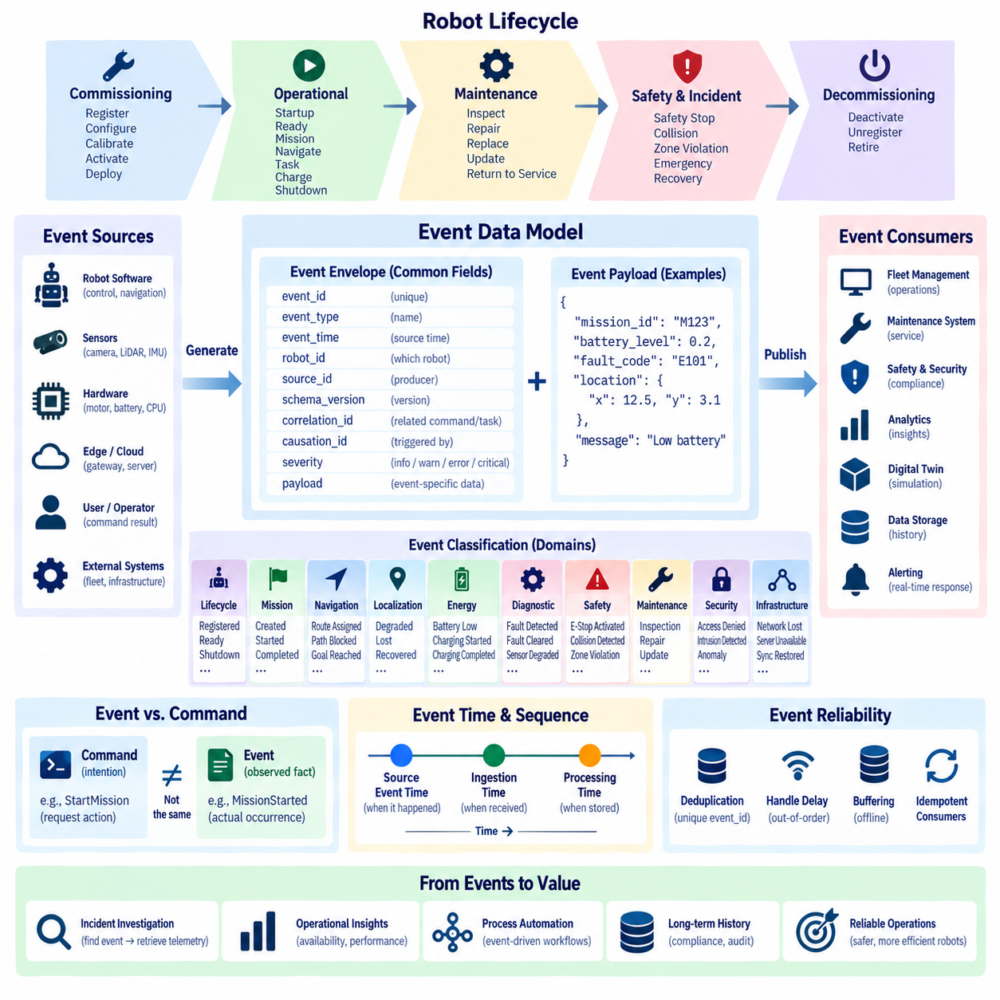 Robot Lifecycle
Commissioning
Register
Configure
Calibrate
Activate
Deploy
Operational
Startup
Ready
Mission
Navigate
Task
Charge
Shutdown
Maintenance
Inspect
Repair
Replace
Update
Return to Service
Safety & Incident
Safety Stop
Collision
Zone Violation
Emergency
Recovery
Decommissioning
Deactivate
Unregister
Retire
Event Sources
Robot Software
(control, navigation)
Sensors
(camera, LiDAR, IMU)
Hardware
(motor, battery, CPU)
Edge / Cloud
(gateway, server)
User / Operator
(command result)
External Systems
(fleet, infrastructure)
Generate
Event Data Model
Event Envelope (Common Fields)
event_id (unique)
event_type (name)
event_time (source time)
robot_id (which robot)
source_id (producer)
schema_version (version)
correlation_id (related command/task)
causation_id (triggered by)
severity (info / warn / error / critical)
payload (event-specific data)
+
Event Payload (Examples)
{
"mission_id": "M123",
"battery_level": 0.2,
"fault_code": "E101",
"location": {
"x": 12.5, "y": 3.1
},
"message": "Low battery"
}
Publish
Event Consumers
Fleet Management
(operations)
Maintenance System
(service)
Safety & Security
(compliance)
Analytics
(insights)
Digital Twin
(simulation)
Data Storage
(history)
Alerting
(real-time response)
Event Classification (Domains)
Lifecycle
Registered
Ready
Shutdown
...
Mission
Created
Started
Completed
...
Navigation
Route Assigned
Path Blocked
Goal Reached
...
Localization
Degraded
Lost
Recovered
...
Energy
Battery Low
Charging Started
Charging Completed
...
Diagnostic
Fault Detected
Fault Cleared
Sensor Degraded
...
Safety
E-Stop Activated
Collision Detected
Zone Violation
...
Maintenance
Inspection
Repair
Update
...
Security
Access Denied
Intrusion Detected
Anomaly
...
Infrastructure
Network Lost
Server Unavailable
Sync Restored
...
Event vs. Command
Command
(intention)
e.g., StartMission
(request action)
≠
Not
the same
Event
(observed fact)
e.g., MissionStarted
(actual occurrence)
Event Time & Sequence
Source
Event Time
(when it happened)
Ingestion
Time
(when received)
Processing
Time
(when stored)
Time →
Event Reliability
Deduplication
(unique event_id)
Handle Delay
(out-of-order)
Buffering
(offline)
Idempotent
Consumers
From Events to Value
Incident Investigation
(find event → retrieve telemetry)
Operational Insights
(availability, performance)
Process Automation
(event-driven workflows)
Long-term History
(compliance, audit)
Reliable Operations
(safer, more efficient robots)